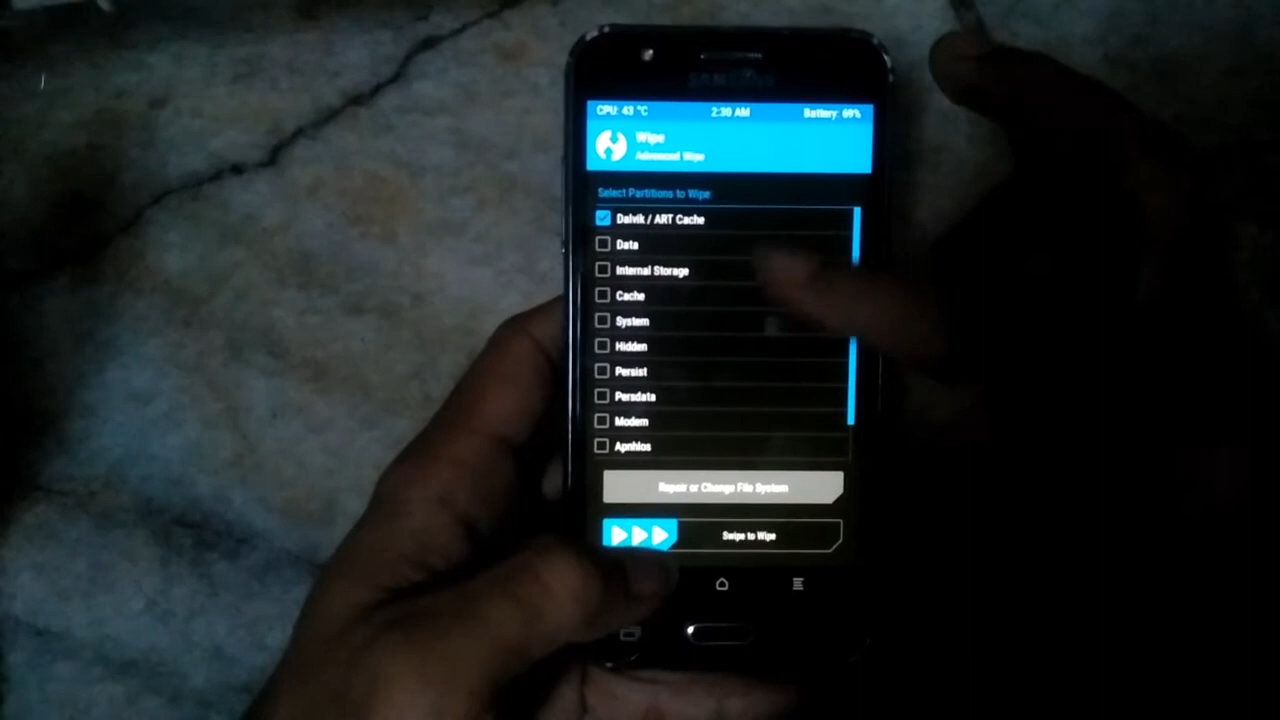 SAMSUNG
CPU: 43 °C 2:30 AM Battery: 69%
Wipe
Advanced Wipe
Select Partitions to Wipe:
Dalvik / ART Cache
Data
Internal Storage
Cache
System
Hidden
Persist
Persdata
Modem
Apnhlos
Repair or Change File System
Swipe to Wipe